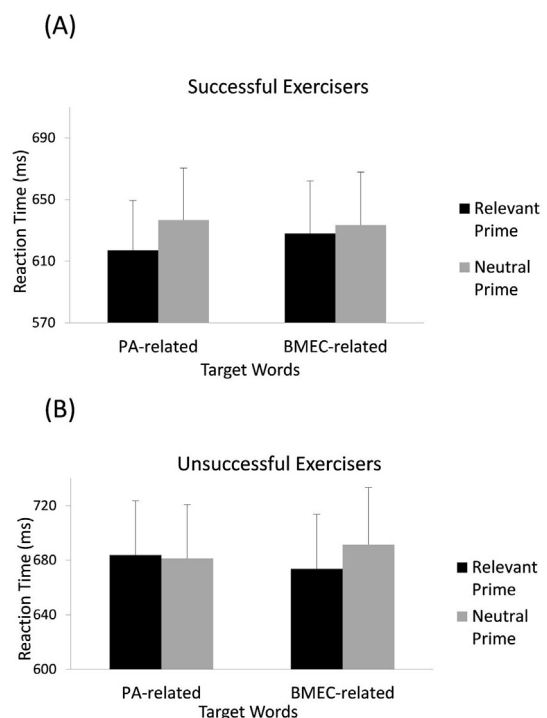 (A)
Successful Exercisers
Reaction Time (ms)
690
650
610
570
PA-related
BMEC-related
Target Words
Relevant
Prime
Neutral
Prime
(B)
Unsuccessful Exercisers
Reaction Time (ms)
720
680
640
600
PA-related
BMEC-related
Target Words
Relevant
Prime
Neutral
Prime